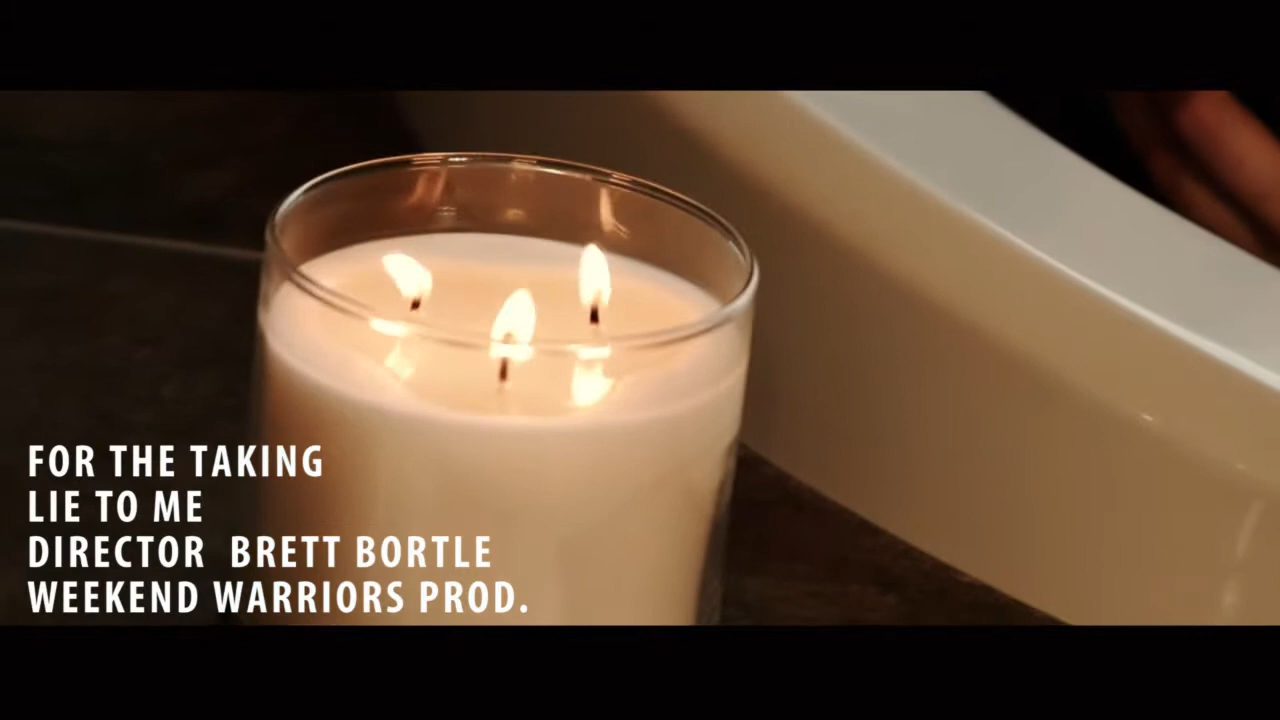 FOR THE TAKING
LIE TO ME
DIRECTOR  BRETT BORTLE
WEEKEND WARRIORS PROD.